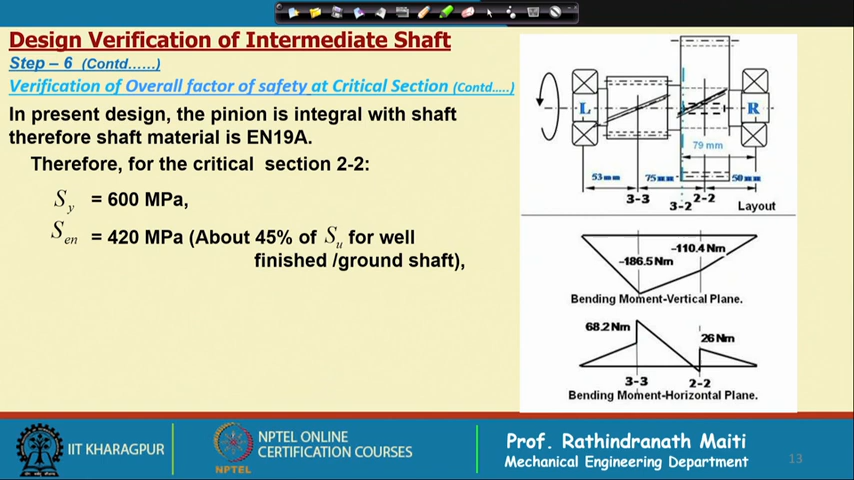 Design Verification of Intermediate Shaft
Step – 6 (Contd……)
Verification of Overall factor of safety at Critical Section (Contd…..)
In present design, the pinion is integral with shaft
therefore shaft material is EN19A.
Therefore, for the critical section 2-2:
Sy = 600 MPa,
Sen = 420 MPa (About 45% of Su for well
finished /ground shaft),
L
R
79 mm
53 mm
75 mm
50 mm
3-3
3-2
2-2
Layout
-110.4 Nm
-186.5 Nm
Bending Moment-Vertical Plane.
68.2 Nm
26 Nm
3-3
2-2
Bending Moment-Horizontal Plane.
IIT KHARAGPUR
NPTEL
NPTEL ONLINE
CERTIFICATION COURSES
Prof. Rathindranath Maiti
Mechanical Engineering Department
13